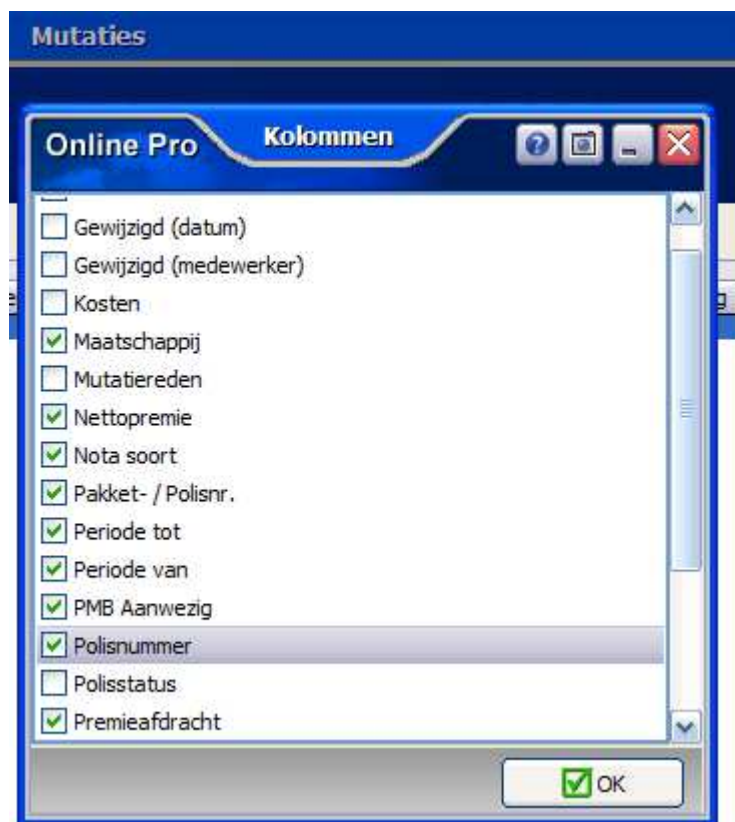 Mutaties
Online Pro
Kolommen
Gewijzigd (datum)
Gewijzigd (medewerker)
Kosten
Maatschappij
Mutatiereden
Nettopremie
Nota soort
Pakket- / Polisnr.
Periode tot
Periode van
PMB Aanwezig
Polisnummer
Polisstatus
Premieafdracht
OK